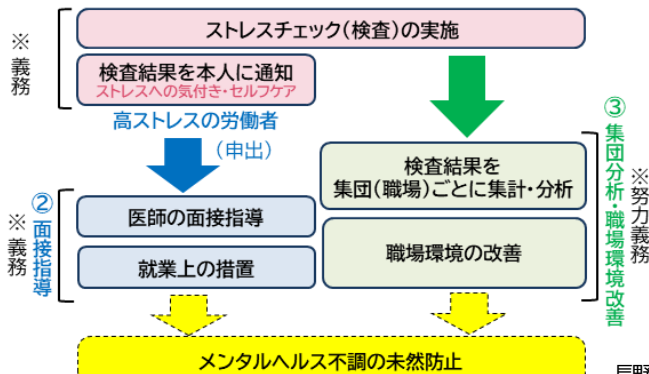 ストレスチェック(検査)の実施
※義務
検査結果を本人に通知
ストレスへの気付き・セルフケア
高ストレスの労働者
(申出)
②面接指導
※義務
医師の面接指導
就業上の措置
検査結果を
集団(職場)ごとに集計・分析
職場環境の改善
③集団分析・職場環境改善
※努力義務
メンタルヘルス不調の未然防止
長野